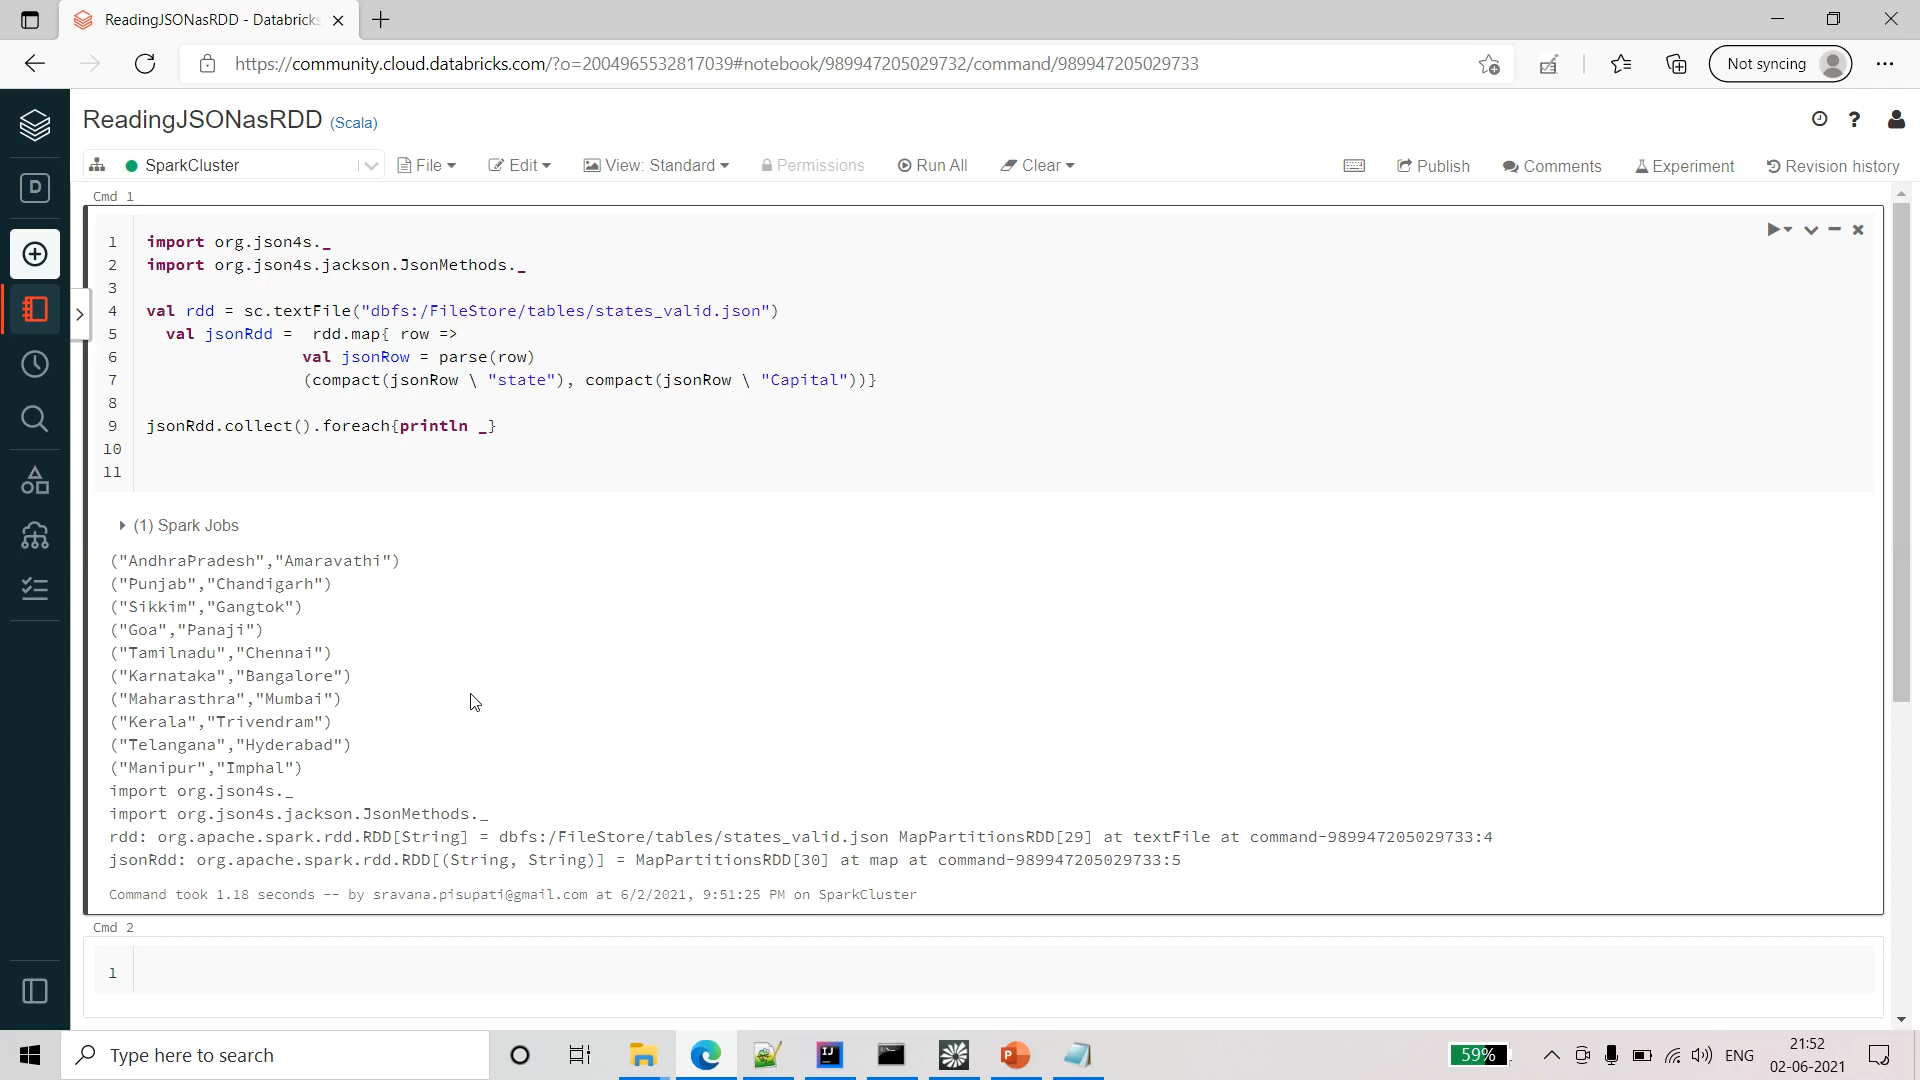 ReadingJSONasRDD - Databricks
https://community.cloud.databricks.com/?o=2004965532817039#notebook/989947205029732/command/989947205029733
Not syncing
ReadingJSONasRDD (Scala)
SparkCluster File Edit View: Standard Permissions Run All Clear Publish Comments Experiment Revision history
D
Cmd 1
1 import org.json4s._
2 import org.json4s.jackson.JsonMethods._
3
4 val rdd = sc.textFile("dbfs:/FileStore/tables/states_valid.json")
5 val jsonRdd = rdd.map{ row =>
6 val jsonRow = parse(row)
7 (compact(jsonRow \ "state"), compact(jsonRow \ "Capital"))}
8
9 jsonRdd.collect().foreach{println _}
10
11
(1) Spark Jobs
("AndhraPradesh","Amaravathi")
("Punjab","Chandigarh")
("Sikkim","Gangtok")
("Goa","Panaji")
("Tamilnadu","Chennai")
("Karnataka","Bangalore")
("Maharasthra","Mumbai")
("Kerala","Trivendram")
("Telangana","Hyderabad")
("Manipur","Imphal")
import org.json4s._
import org.json4s.jackson.JsonMethods._
rdd: org.apache.spark.rdd.RDD[String] = dbfs:/FileStore/tables/states_valid.json MapPartitionsRDD[29] at textFile at command-989947205029733:4
jsonRdd: org.apache.spark.rdd.RDD[(String, String)] = MapPartitionsRDD[30] at map at command-989947205029733:5
Command took 1.18 seconds -- by sravana.pisupati@gmail.com at 6/2/2021, 9:51:25 PM on SparkCluster
Cmd 2
1
Type here to search
59%
ENG
21:52
02-06-2021